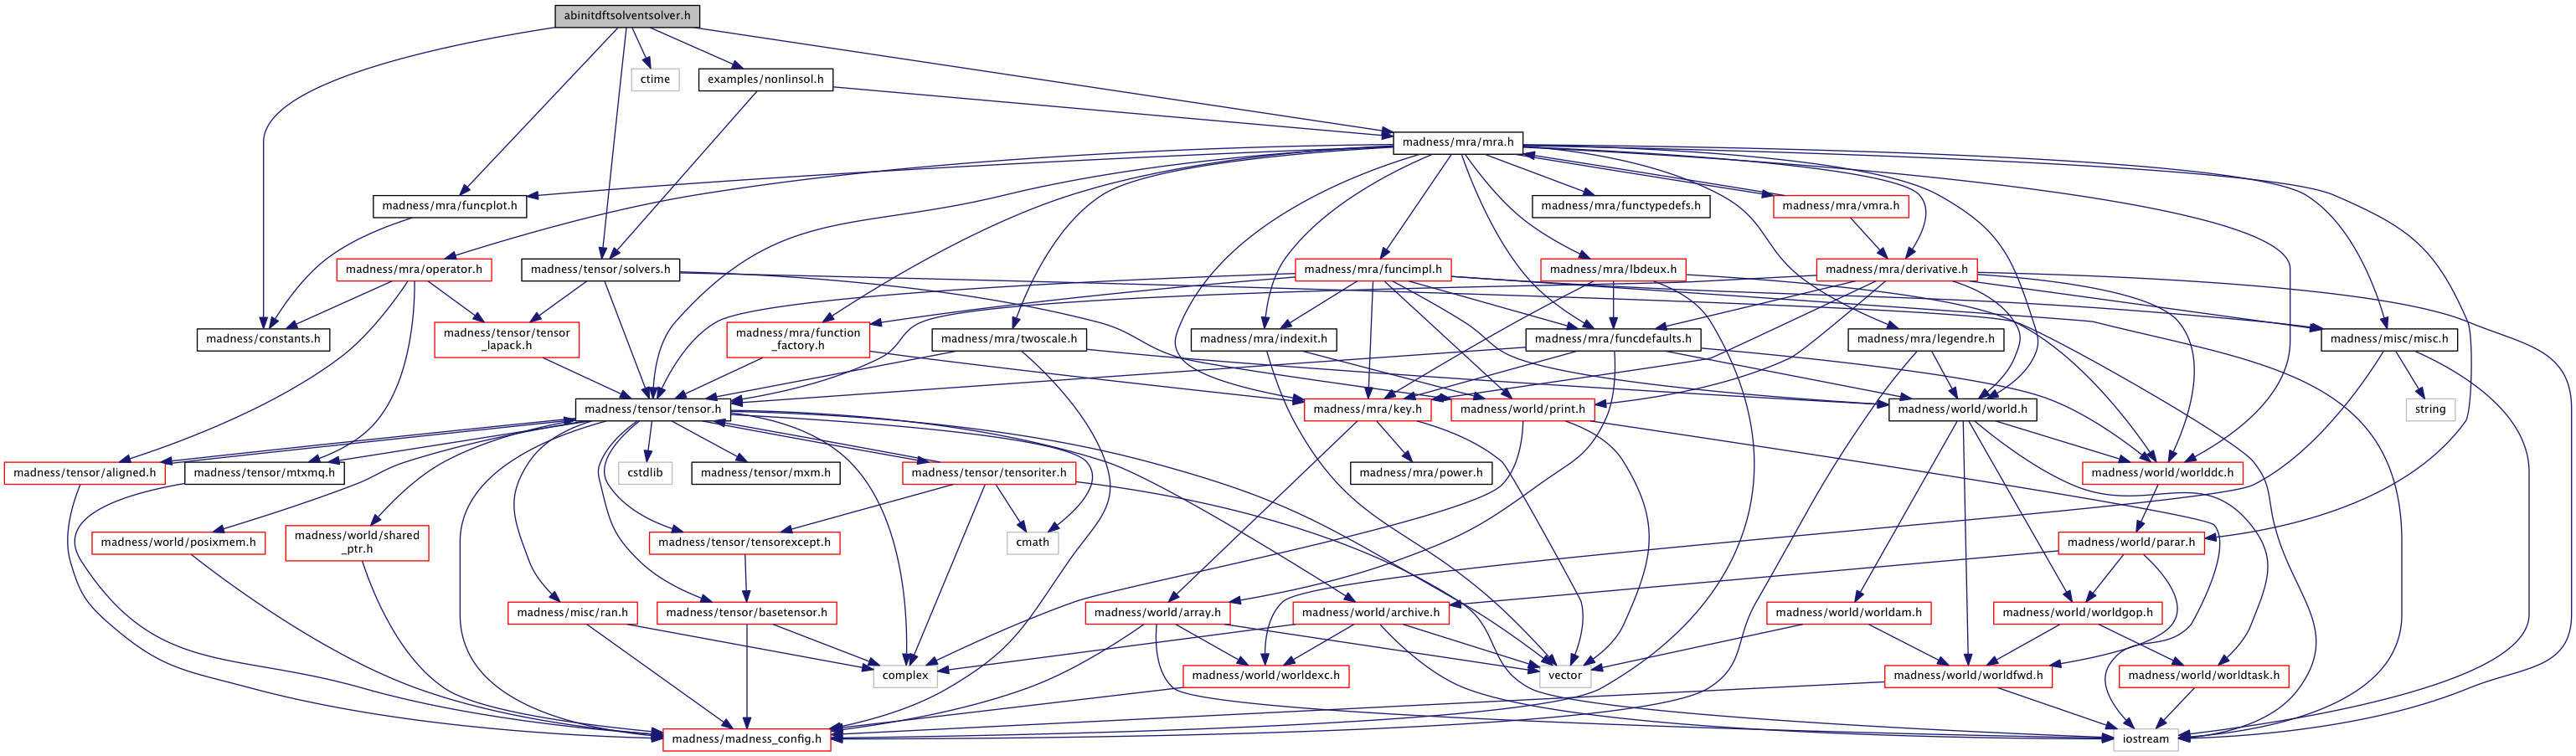 abinitdftsolventsolver.h
ctime
examples/nonlinsol.h
madness/mra/mra.h
madness/mra/funcplot.h
madness/mra/functypedefs.h
madness/mra/vmra.h
madness/mra/operator.h
madness/tensor/solvers.h
madness/mra/funcimpl.h
madness/mra/lbdeux.h
madness/mra/derivative.h
madness/constants.h
madness/tensor/tensor
_lapack.h
madness/mra/function
_factory.h
madness/mra/twoscale.h
madness/mra/indexit.h
madness/mra/funcdefaults.h
madness/mra/legendre.h
madness/misc/misc.h
madness/tensor/tensor.h
madness/mra/key.h
madness/world/print.h
madness/world/world.h
string
madness/tensor/aligned.h
madness/tensor/mtxmq.h
cstdlib
madness/tensor/mxm.h
madness/tensor/tensoriter.h
madness/mra/power.h
madness/world/worlddc.h
madness/world/posixmem.h
madness/world/shared
_ptr.h
madness/tensor/tensorexcept.h
cmath
madness/world/parar.h
madness/misc/ran.h
madness/tensor/basetensor.h
madness/world/array.h
madness/world/archive.h
madness/world/worldam.h
madness/world/worldgop.h
complex
madness/world/worldexc.h
vector
madness/world/worldfwd.h
madness/world/worldtask.h
madness/madness_config.h
iostream